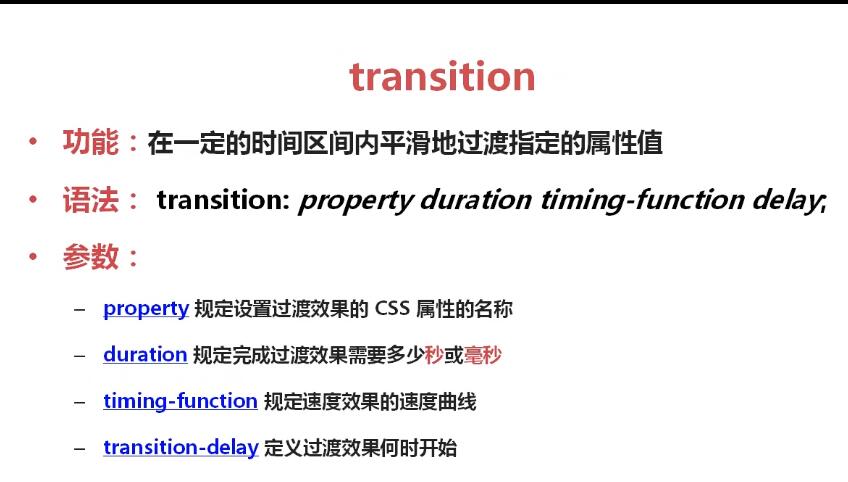 transition
• 功能：在一定的时间区间内平滑地过渡指定的属性值
• 语法： transition: property duration timing-function delay;
• 参数：
– property 规定设置过渡效果的 CSS 属性的名称
– duration 规定完成过渡效果需要多少秒或毫秒
– timing-function 规定速度效果的速度曲线
– transition-delay 定义过渡效果何时开始